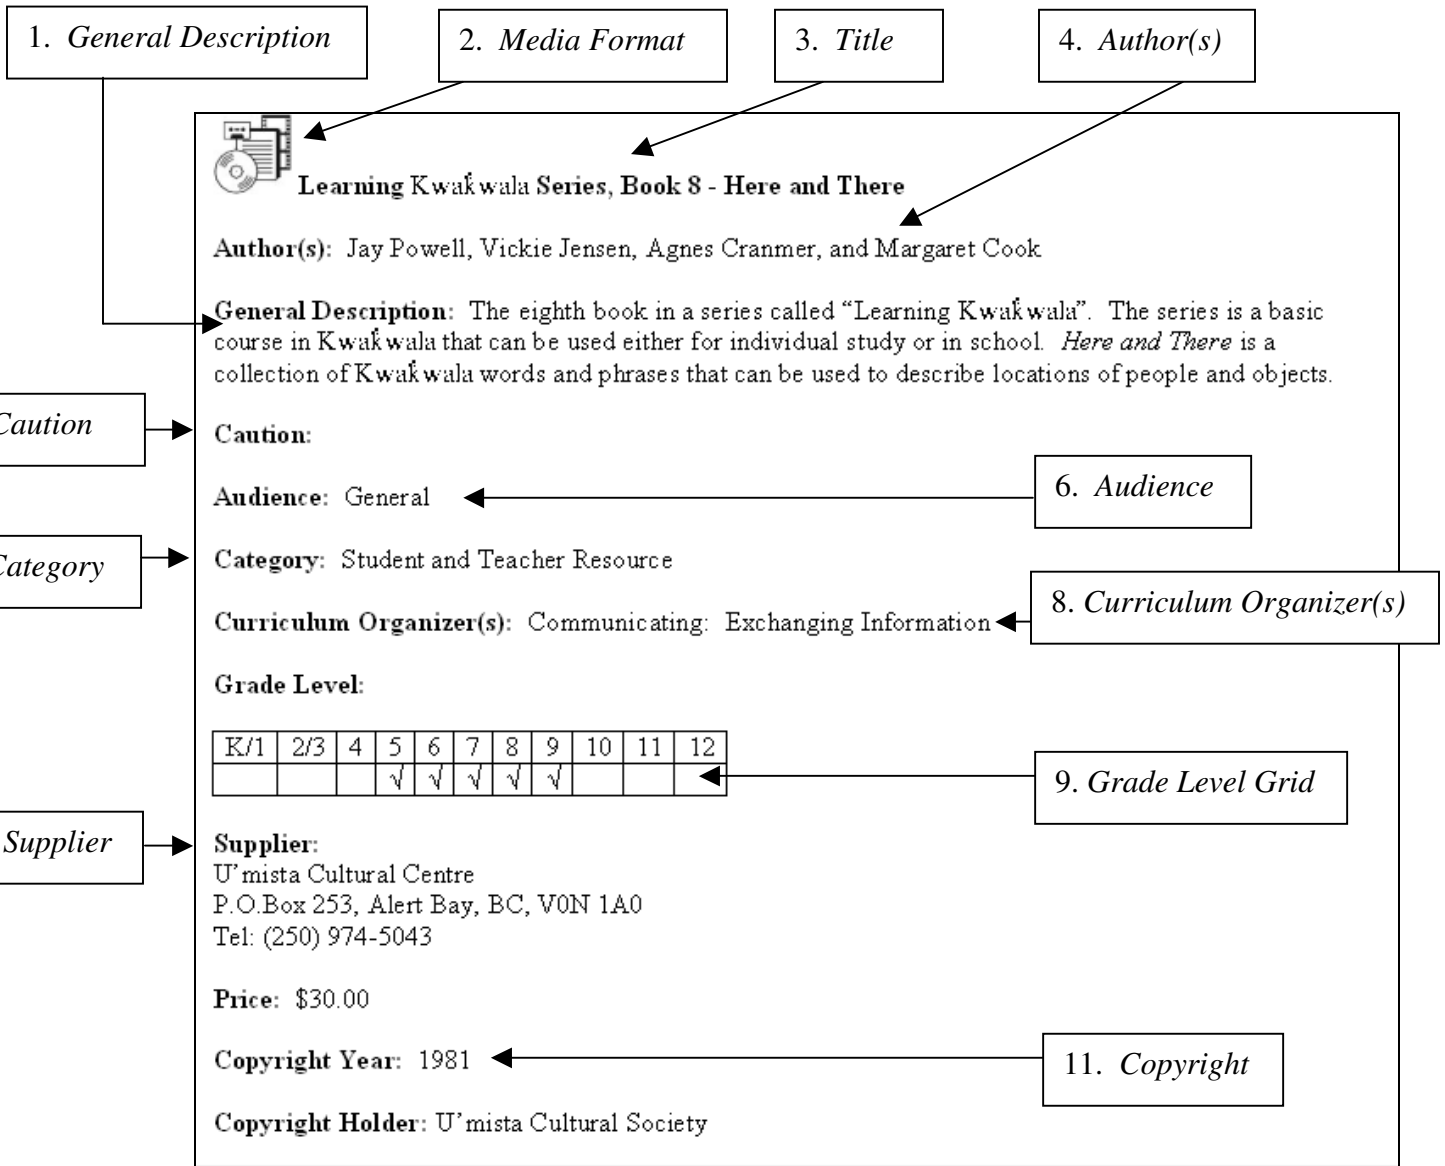 1. General Description
2. Media Format
3. Title
4. Author(s)
Learning Kwak̓wala Series, Book 8 - Here and There
Author(s): Jay Powell, Vickie Jensen, Agnes Cranmer, and Margaret Cook
General Description: The eighth book in a series called “Learning Kwak̓wala”. The series is a basic
course in Kwak̓wala that can be used either for individual study or in school. Here and There is a
collection of Kwak̓wala words and phrases that can be used to describe locations of people and objects.
Caution
Caution:
Audience: General
6. Audience
Category
Category: Student and Teacher Resource
8. Curriculum Organizer(s)
Curriculum Organizer(s): Communicating: Exchanging Information
Grade Level:
K/1 2/3 4 5 6 7 8 9 10 11 12
√ √ √ √ √
9. Grade Level Grid
Supplier
Supplier:
U’mista Cultural Centre
P.O.Box 253, Alert Bay, BC, V0N 1A0
Tel: (250) 974-5043
Price: $30.00
Copyright Year: 1981
11. Copyright
Copyright Holder: U’mista Cultural Society